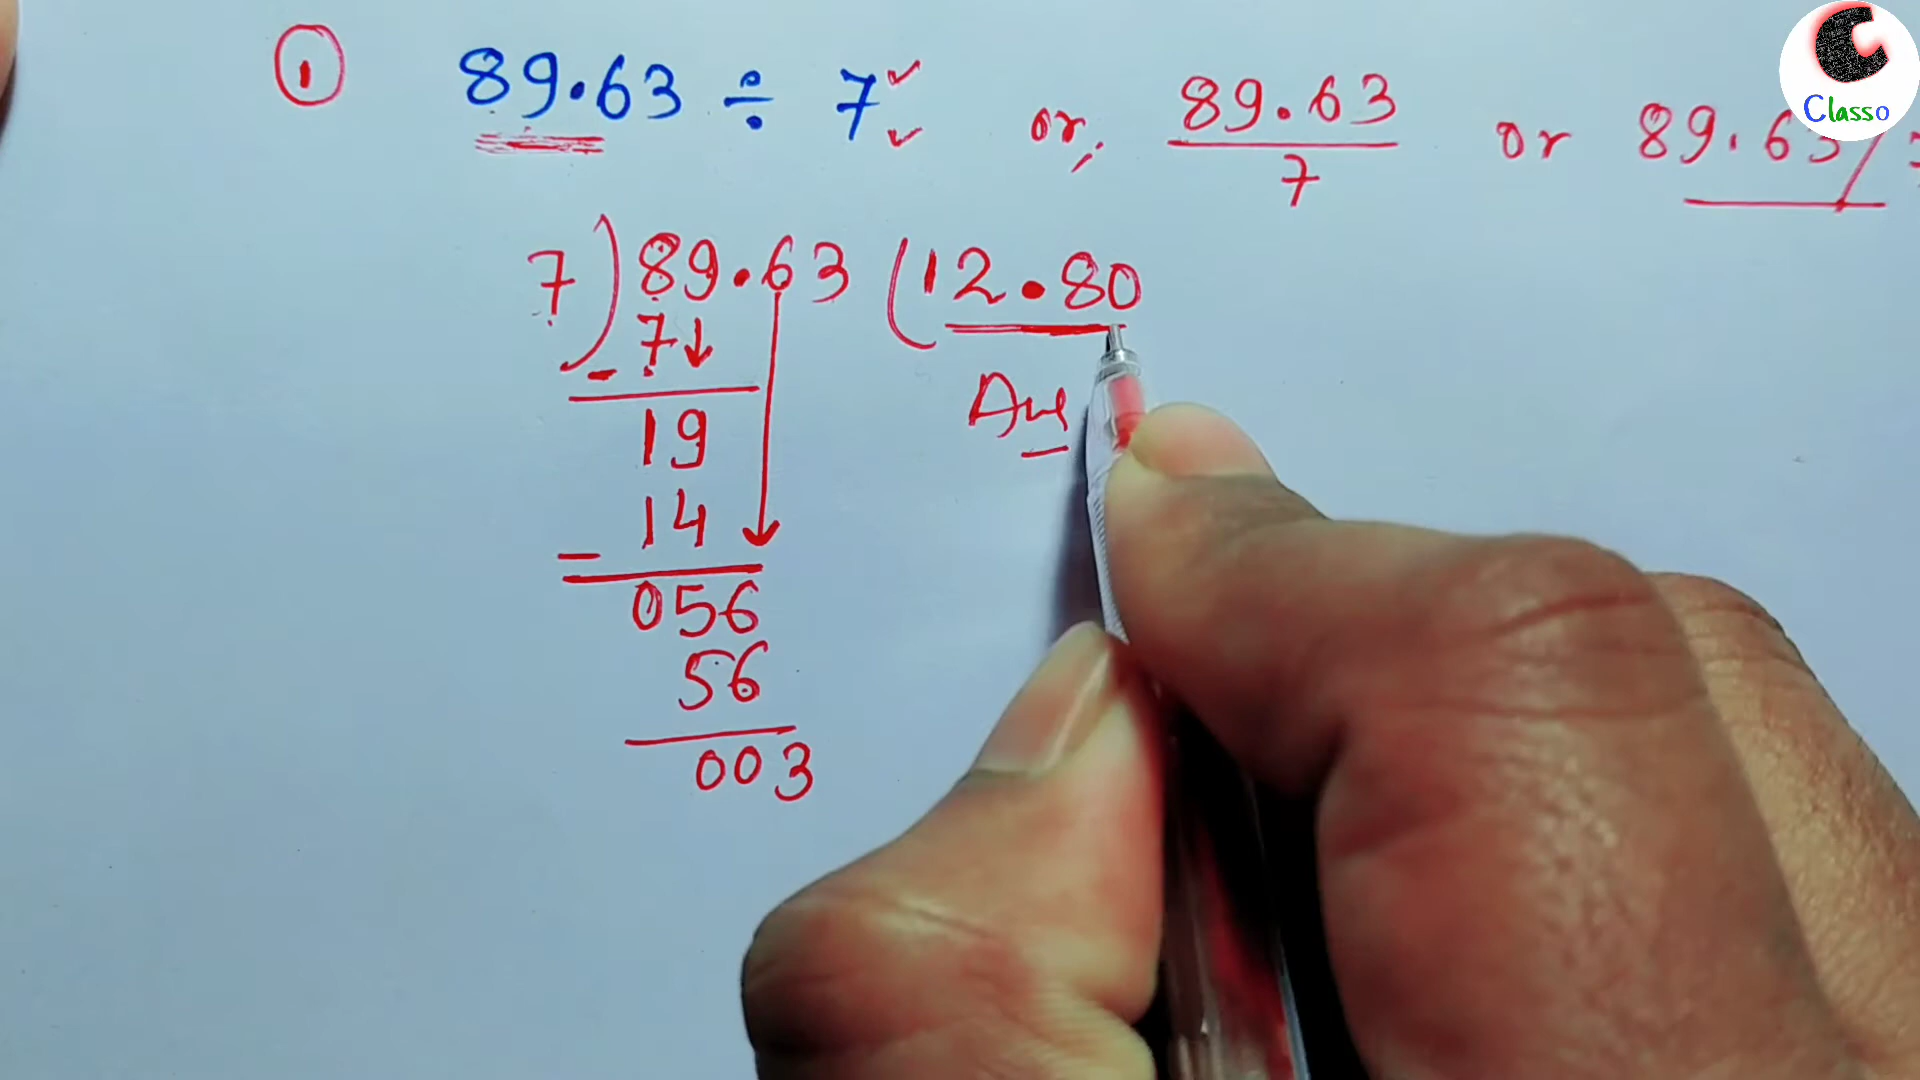 ① 89.63 ÷ 7 or, 89.63/7 or 89.63/
7) 89.63 (12.80
- 7
19
- 14
056
56
003
Ans
Classo